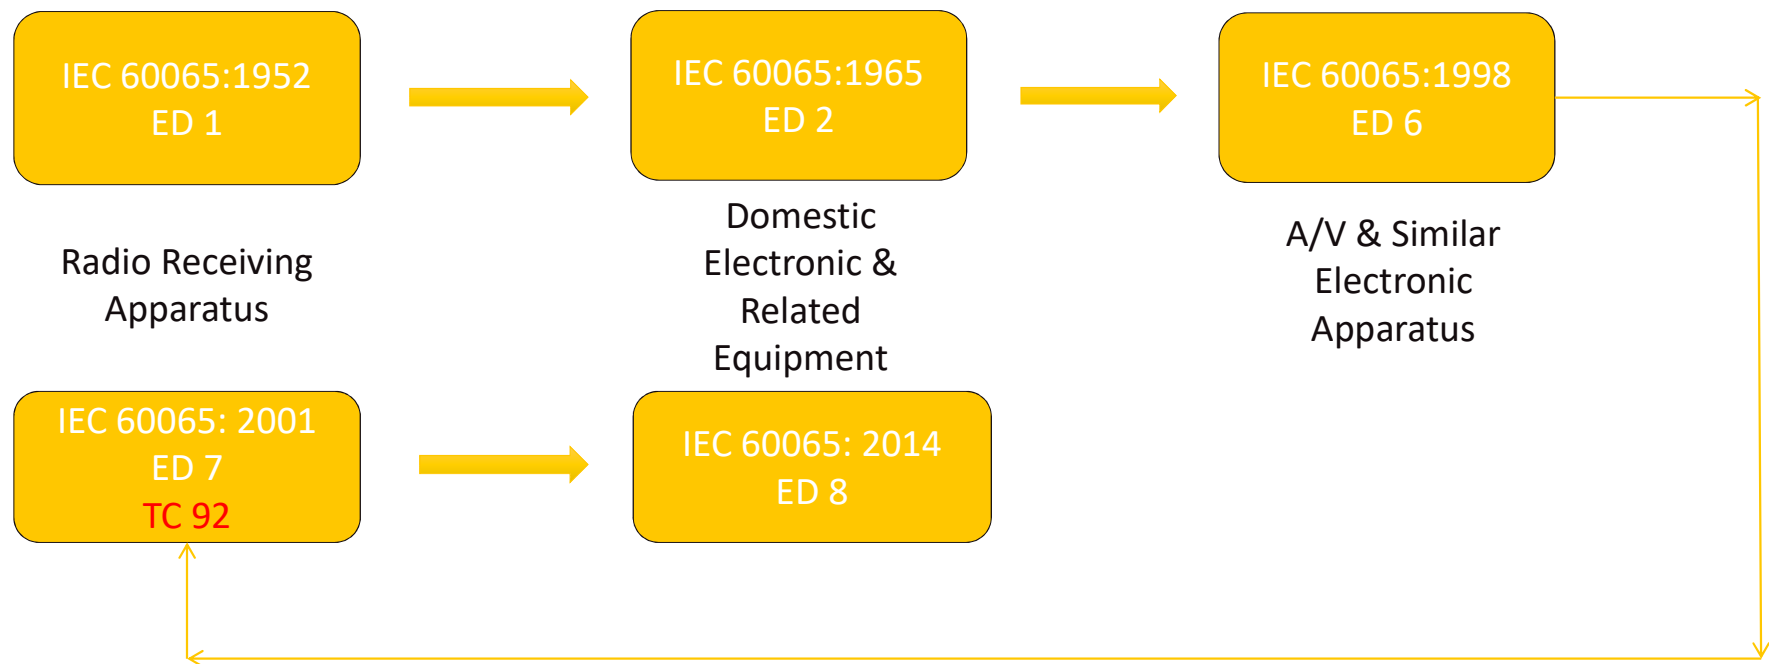 IEC 60065:1952
ED 1
IEC 60065:1965
ED 2
IEC 60065:1998
ED 6
Radio Receiving
Apparatus
Domestic
Electronic &
Related
Equipment
A/V & Similar
Electronic
Apparatus
IEC 60065: 2001
ED 7
TC 92
IEC 60065: 2014
ED 8